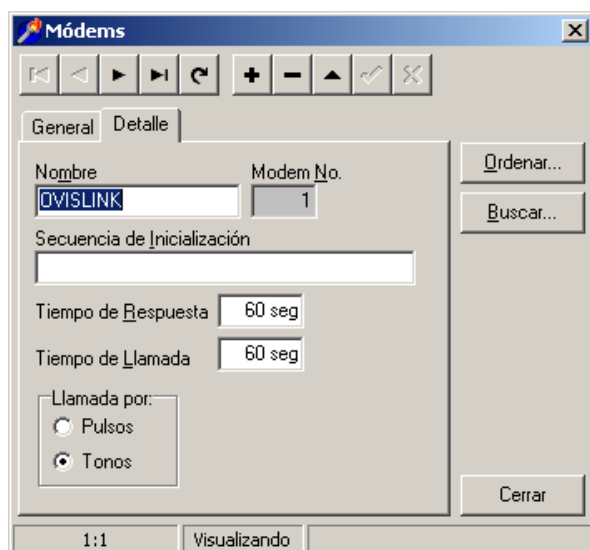 Módems
General Detalle
Nombre Modem No.
OVISLINK 1
Ordenar...
Buscar...
Secuencia de Inicialización
Tiempo de Respuesta 60 seg
Tiempo de Llamada 60 seg
Llamada por:
Pulsos
Tonos
Cerrar
1:1 Visualizando